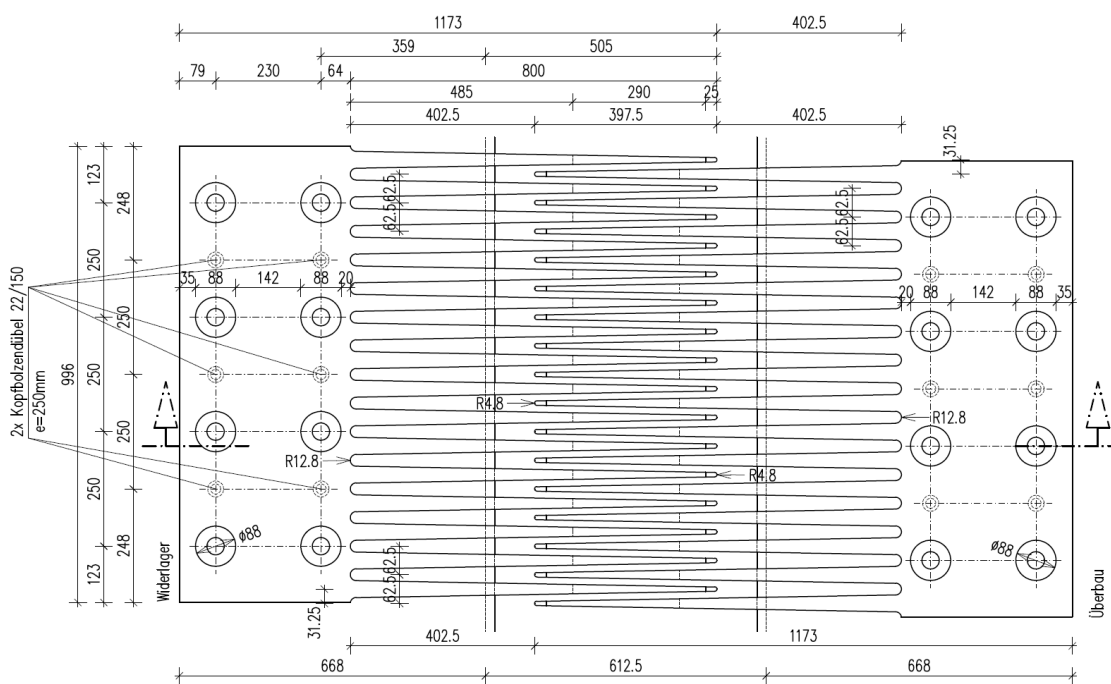 1173 402.5
359 505
79 230 64 800
485 290 25
402.5 397.5 402.5
31.25
123 248 62.5 62.5 62.5 62.5
250
35 88 142 88 20
20 88 142 88 35
250
2x Kopfbolzendübel 22/150
e=250mm
996
250
R4.8
R12.8
250
R12.8
R4.8
250
248
ø88
ø88
123
62.5 62.5
Widerlager
Überbau
31.25
402.5 1173
668 612.5 668